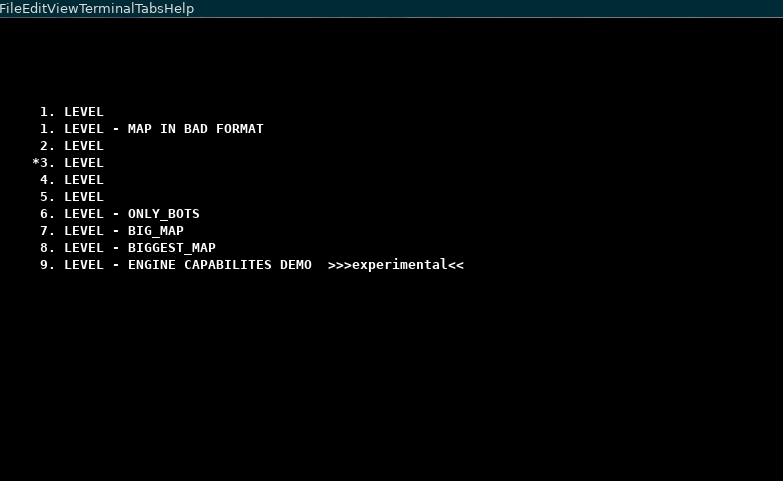 FileEditViewTerminalTabsHelp
1. LEVEL
1. LEVEL - MAP IN BAD FORMAT
2. LEVEL
*3. LEVEL
4. LEVEL
5. LEVEL
6. LEVEL - ONLY_BOTS
7. LEVEL - BIG_MAP
8. LEVEL - BIGGEST_MAP
9. LEVEL - ENGINE CAPABILITES DEMO  >>>experimental<<